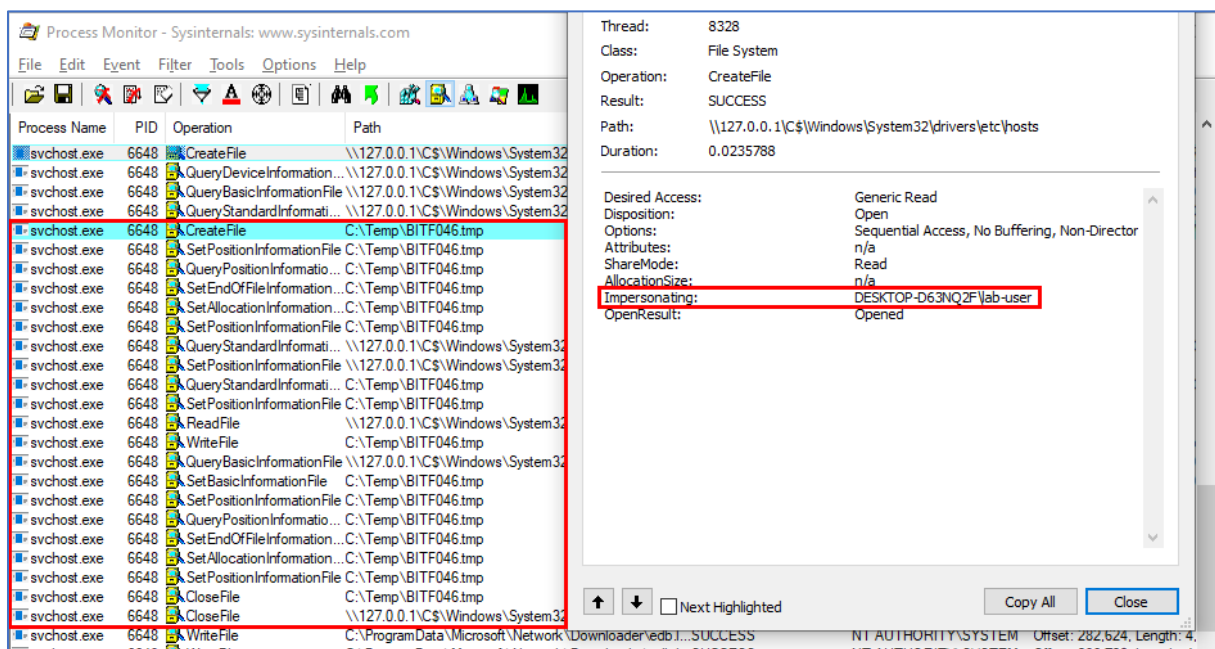 Process Monitor - Sysinternals: www.sysinternals.com
File Edit Event Filter Tools Options Help
Process Name PID Operation Path
svchost.exe 6648 CreateFile \\127.0.0.1\C$\Windows\System32
svchost.exe 6648 QueryDeviceInformation... \\127.0.0.1\C$\Windows\System32
svchost.exe 6648 QueryBasicInformationFile \\127.0.0.1\C$\Windows\System32
svchost.exe 6648 QueryStandardInformati... \\127.0.0.1\C$\Windows\System32
svchost.exe 6648 CreateFile C:\Temp\BITF046.tmp
svchost.exe 6648 SetPositionInformationFile C:\Temp\BITF046.tmp
svchost.exe 6648 QueryPositionInformatio... C:\Temp\BITF046.tmp
svchost.exe 6648 SetEndOfFileInformation... C:\Temp\BITF046.tmp
svchost.exe 6648 SetAllocationInformation... C:\Temp\BITF046.tmp
svchost.exe 6648 SetPositionInformationFile C:\Temp\BITF046.tmp
svchost.exe 6648 QueryStandardInformati... \\127.0.0.1\C$\Windows\System32
svchost.exe 6648 SetPositionInformationFile \\127.0.0.1\C$\Windows\System32
svchost.exe 6648 QueryStandardInformati... C:\Temp\BITF046.tmp
svchost.exe 6648 SetPositionInformationFile C:\Temp\BITF046.tmp
svchost.exe 6648 ReadFile \\127.0.0.1\C$\Windows\System32
svchost.exe 6648 WriteFile C:\Temp\BITF046.tmp
svchost.exe 6648 QueryBasicInformationFile \\127.0.0.1\C$\Windows\System32
svchost.exe 6648 SetBasicInformationFile C:\Temp\BITF046.tmp
svchost.exe 6648 SetPositionInformationFile C:\Temp\BITF046.tmp
svchost.exe 6648 QueryPositionInformatio... C:\Temp\BITF046.tmp
svchost.exe 6648 SetEndOfFileInformation... C:\Temp\BITF046.tmp
svchost.exe 6648 SetAllocationInformation... C:\Temp\BITF046.tmp
svchost.exe 6648 SetPositionInformationFile C:\Temp\BITF046.tmp
svchost.exe 6648 CloseFile C:\Temp\BITF046.tmp
svchost.exe 6648 CloseFile \\127.0.0.1\C$\Windows\System32
svchost.exe 6648 WriteFile C:\ProgramData\Microsoft\Network\Downloader\edb.l... SUCCESS NT AUTHORITY\SYSTEM Offset: 282,624, Length: 4,
Thread: 8328
Class: File System
Operation: CreateFile
Result: SUCCESS
Path: \\127.0.0.1\C$\Windows\System32\drivers\etc\hosts
Duration: 0.0235788
Desired Access: Generic Read
Disposition: Open
Options: Sequential Access, No Buffering, Non-Director
Attributes: n/a
ShareMode: Read
AllocationSize: n/a
Impersonating: DESKTOP-D63NQ2F\lab-user
OpenResult: Opened
Next Highlighted
Copy All
Close